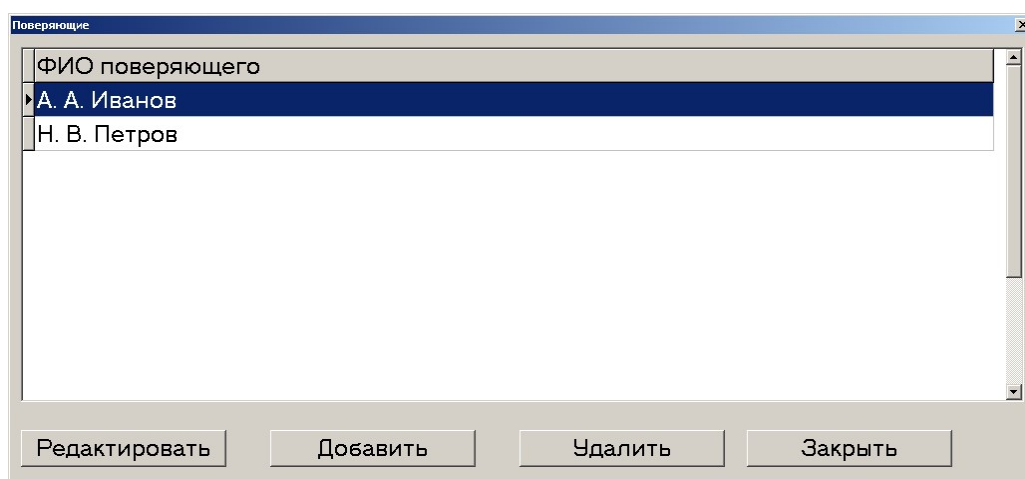 Поверяющие
ФИО поверяющего
А. А. Иванов
Н. В. Петров
Редактировать
Добавить
Удалить
Закрыть